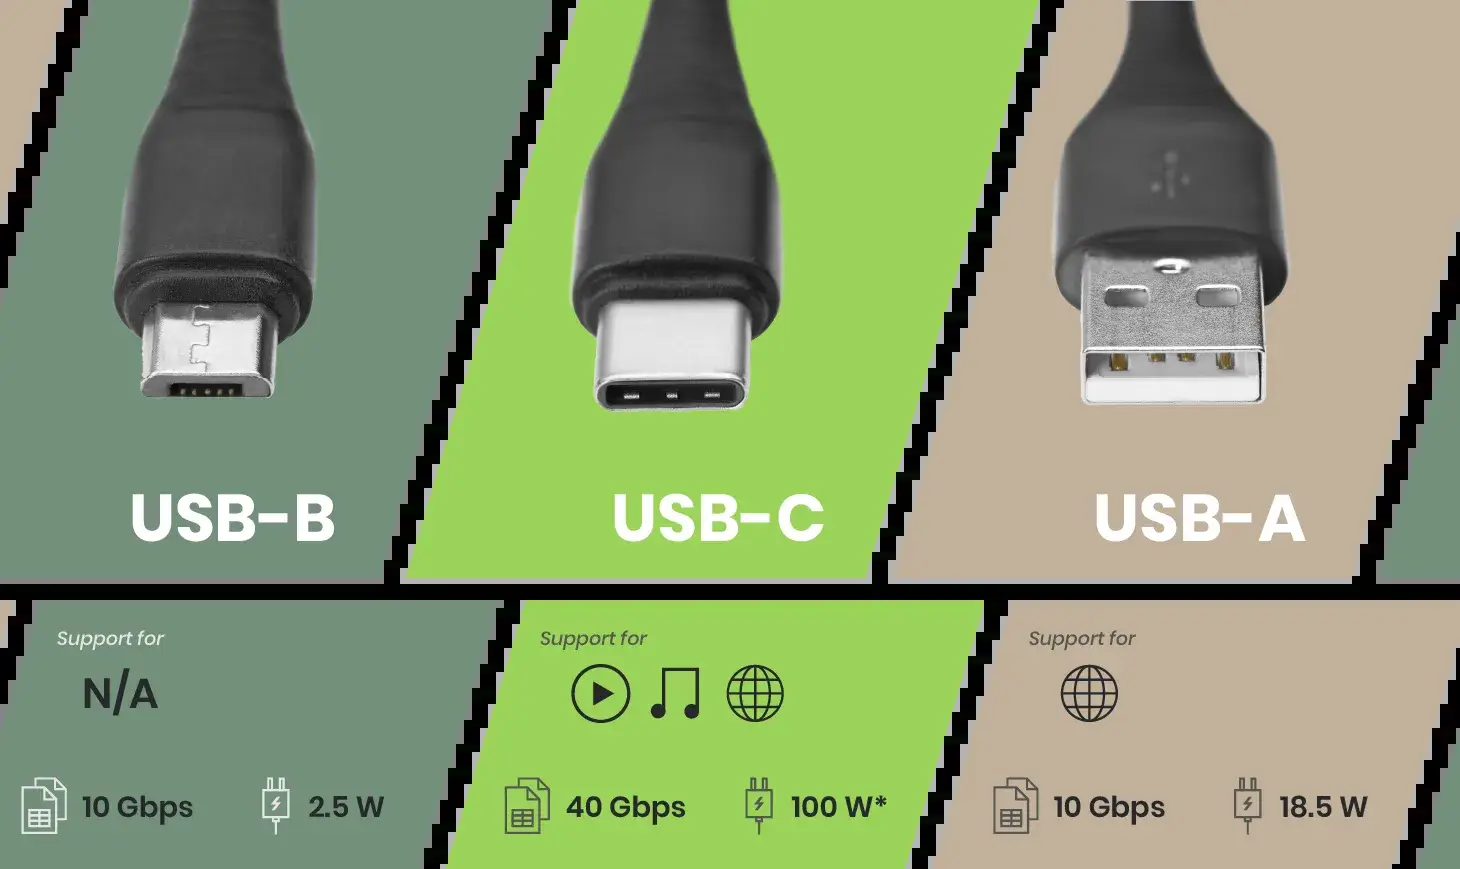 USB-B
USB-C
USB-A
Support for
N/A
10 Gbps
2.5 W
Support for
40 Gbps
100 W*
Support for
10 Gbps
18.5 W